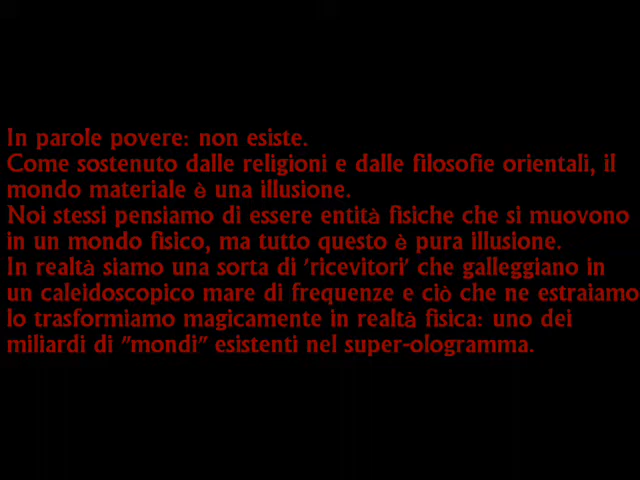 In parole povere: non esiste.
Come sostenuto dalle religioni e dalle filosofie orientali, il
mondo materiale è una illusione.
Noi stessi pensiamo di essere entità fisiche che si muovono
in un mondo fisico, ma tutto questo è pura illusione.
In realtà siamo una sorta di 'ricevitori' che galleggiano in
un caleidoscopico mare di frequenze e ciò che ne estraiamo
lo trasformiamo magicamente in realtà fisica: uno dei
miliardi di "mondi" esistenti nel super-ologramma.